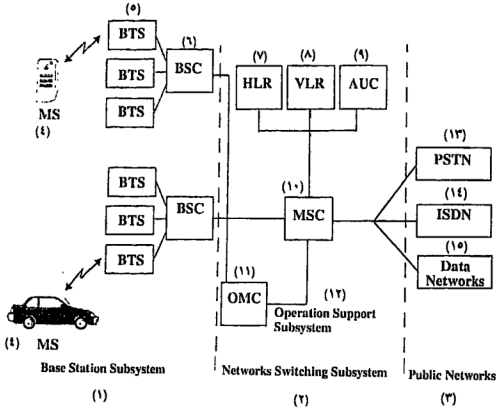 (٥)
BTS
(٦)
BSC
BTS
BTS
MS
(٤)
(٧)
HLR
(٨)
VLR
(٩)
AUC
(١٠)
MSC
BTS
BTS
BSC
BTS
(١١)
OMC
(١٢)
Operation Support
Subsystem
(١٣)
PSTN
(١٤)
ISDN
(١٥)
Data
Networks
(٤)
MS
Base Station Subsystem
(١)
Networks Switching Subsystem
(٢)
Public Networks
(٣)